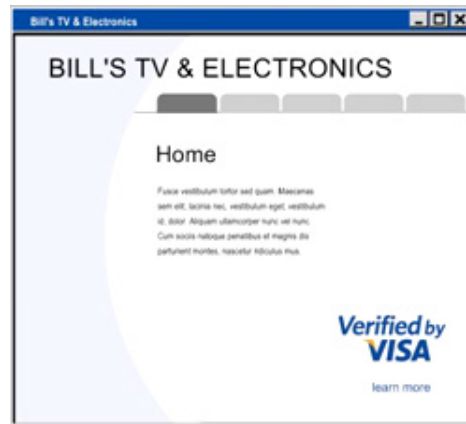 Bill's TV & Electronics
BILL'S TV & ELECTRONICS
Home
Fusce vestibulum tortor sed quam. Maecenas
sem elit, lacinia nec, vestibulum eget, vestibulum
id, dolor. Aliquam ullamcorper nunc vel nunc.
Cum sociis natoque penatibus et magnis dis
parturient montes, nascetur ridiculus mus.
Verified by
VISA
learn more